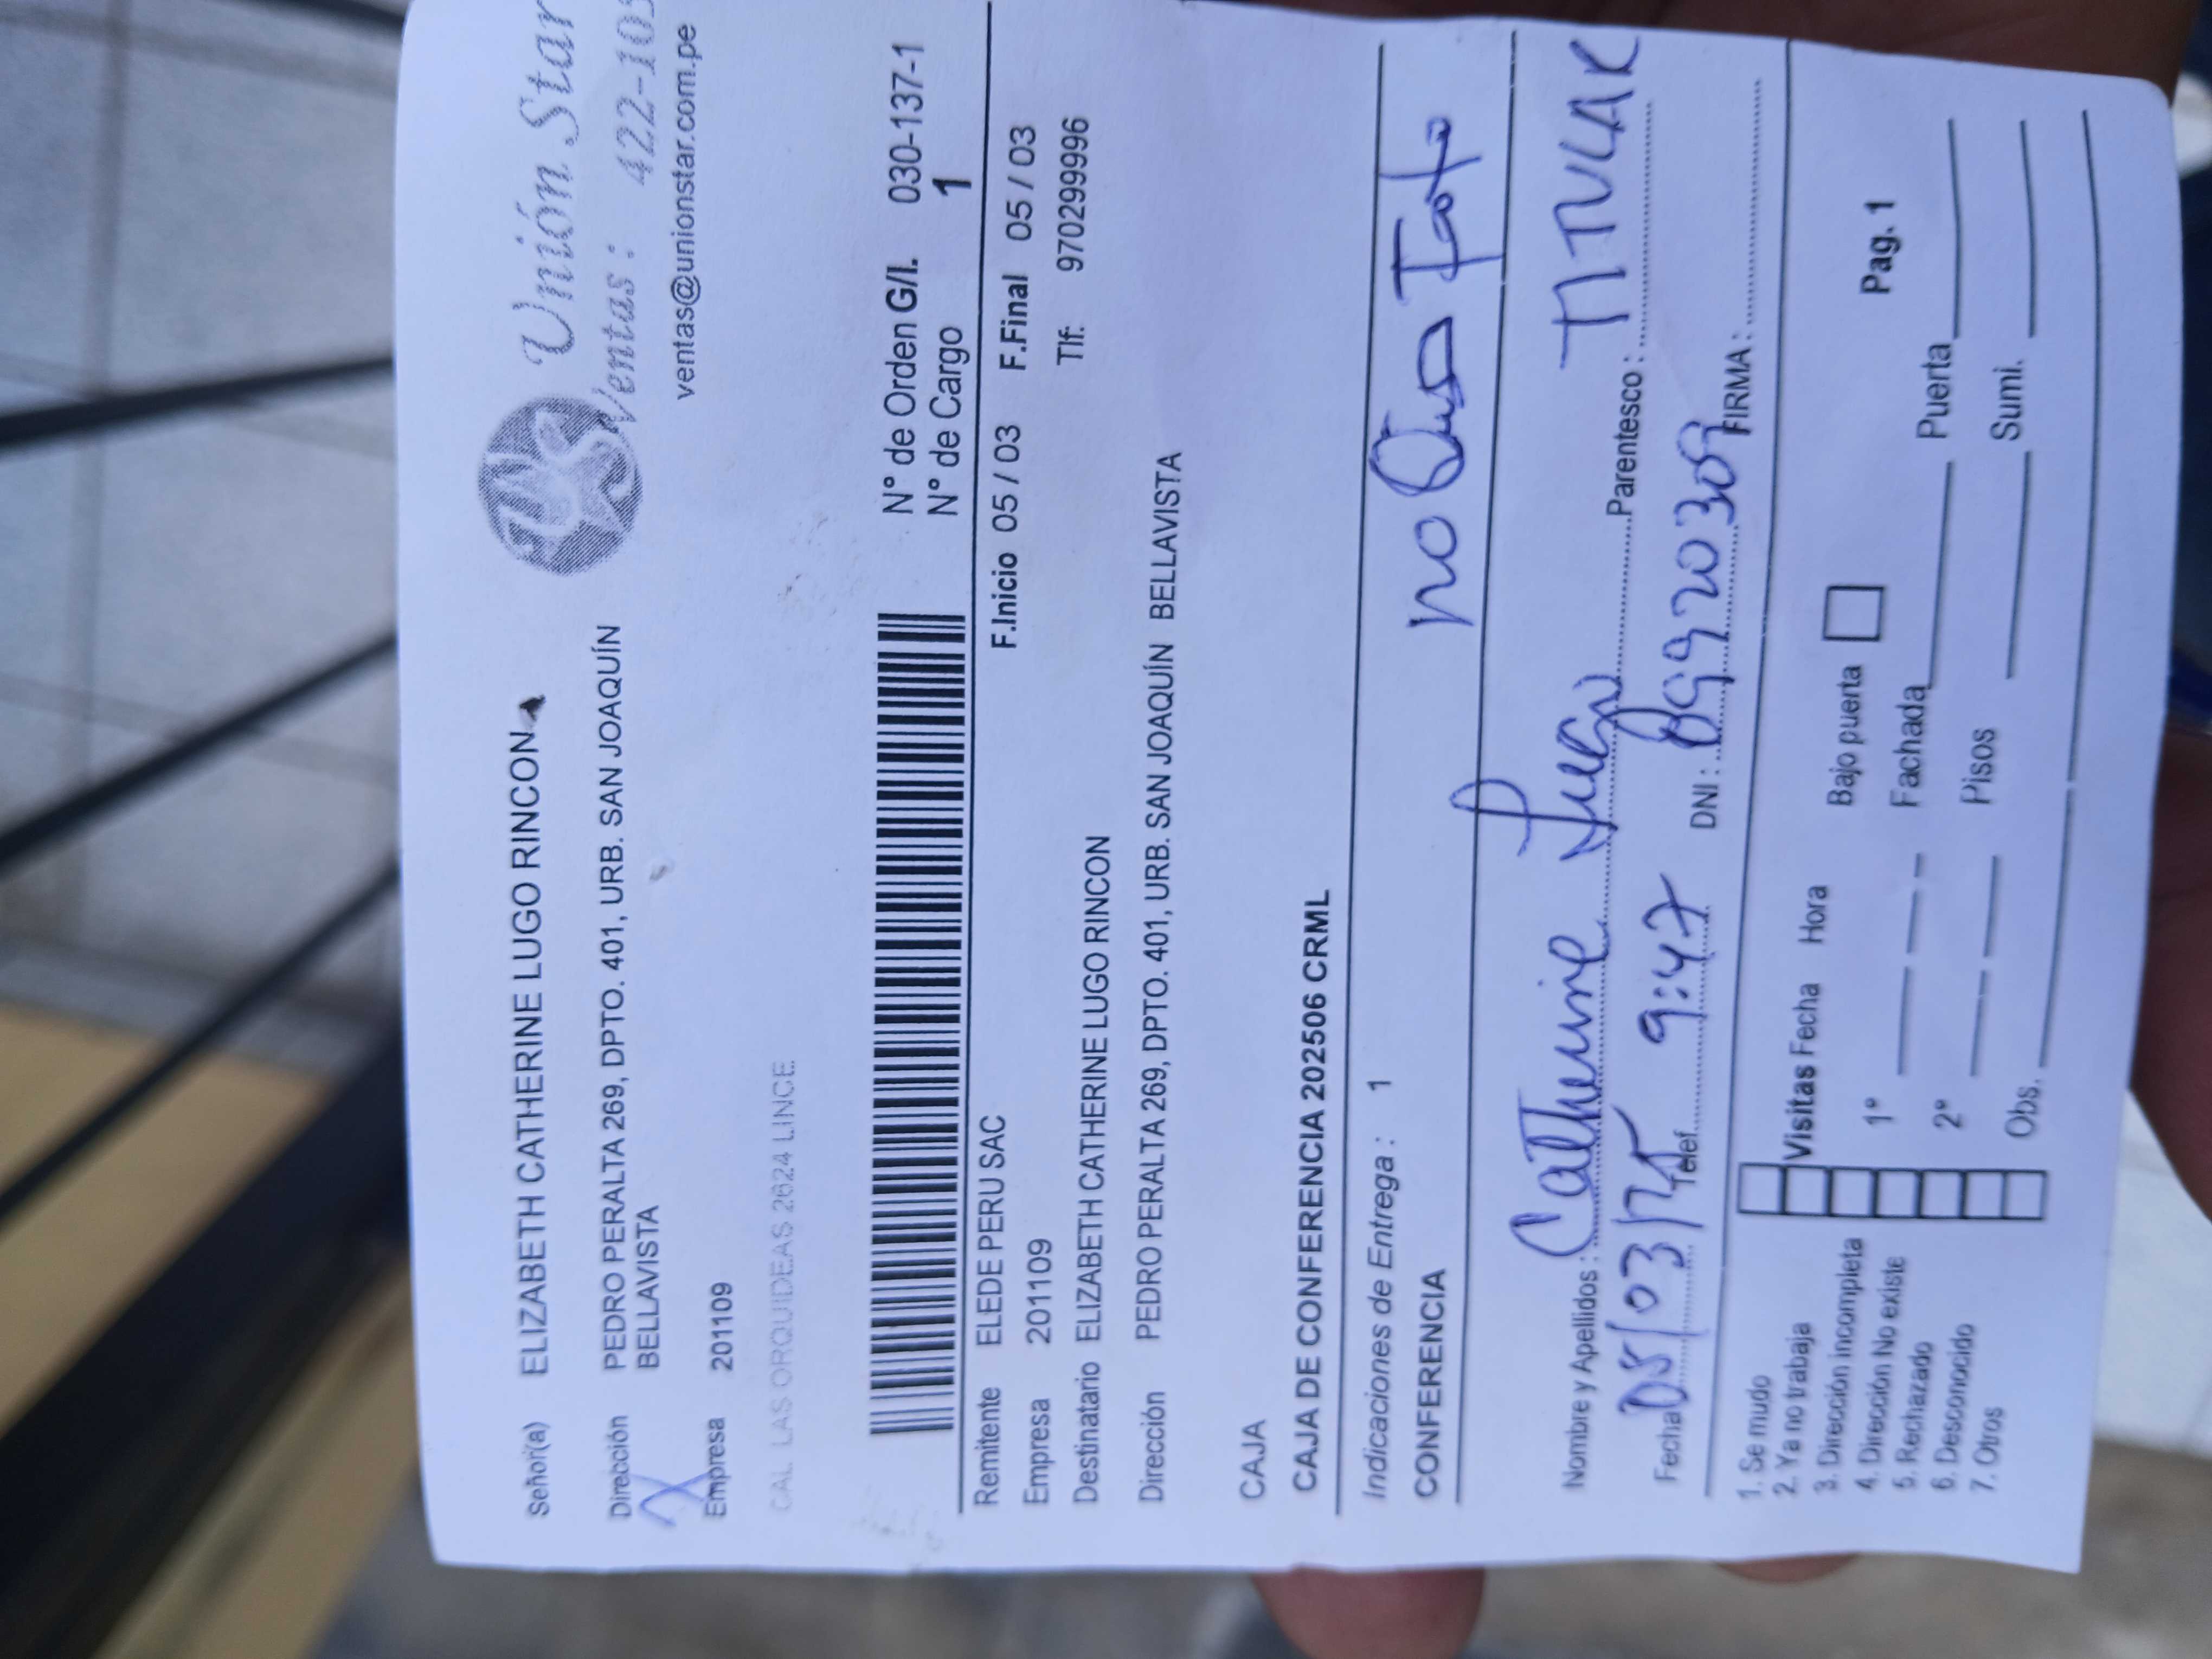 Unión Star
Ventas : 422-10
ventas@unionstar.com.pe
Señor(a) ELIZABETH CATHERINE LUGO RINCON
Dirección PEDRO PERALTA 269, DPTO. 401, URB. SAN JOAQUÍN
BELLAVISTA
Empresa 201109
CAL. LAS ORQUIDEAS 2624 LINCE.
N° de Orden G/I. 030-137-1
N° de Cargo 1
Remitente ELEDE PERU SAC F.Inicio 05 / 03 F.Final 05 / 03
Empresa 201109 Tlf: 970299996
Destinatario ELIZABETH CATHERINE LUGO RINCON
Dirección PEDRO PERALTA 269, DPTO. 401, URB. SAN JOAQUÍN BELLAVISTA
CAJA
CAJA DE CONFERENCIA 202506 CRML
Indicaciones de Entrega : 1
CONFERENCIA no Quiso Foto
Nombre y Apellidos : Catherine Parentesco : TITULAR
Fecha 05/03/25 Telef. 9:47 DNI: FIRMA :
1. Se mudo
2. Ya no trabaja
3. Dirección incompleta
4. Dirección No existe
5. Rechazado
6. Desconocido
7. Otros
Visitas Fecha Hora Bajo puerta Pag. 1
1º Fachada Puerta
2º Pisos Sumi.
Obs.